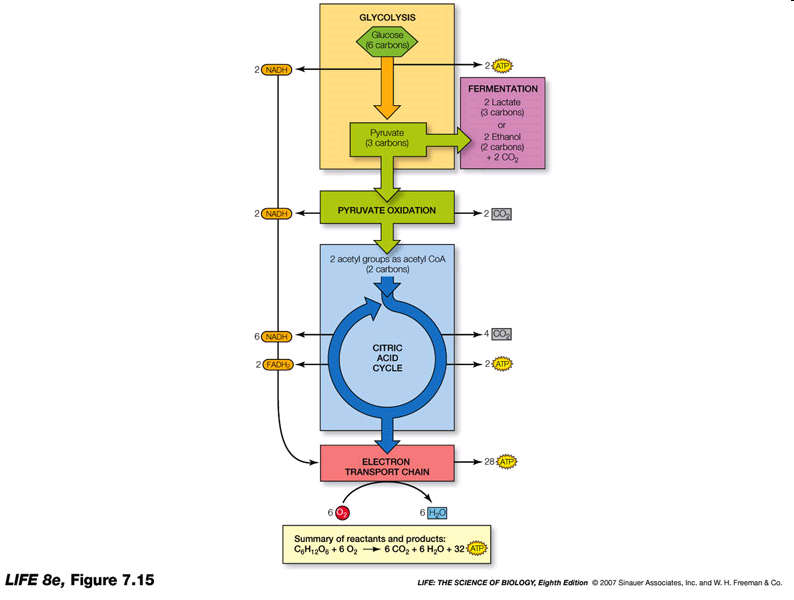 GLYCOLYSIS
Glucose
(6 carbons)
2 NADH
2 ATP
FERMENTATION
2 Lactate
(3 carbons)
or
2 Ethanol
(2 carbons)
+ 2 CO₂
Pyruvate
(3 carbons)
2 NADH
PYRUVATE OXIDATION
2 CO₂
2 acetyl groups as acetyl CoA
(2 carbons)
6 NADH
4 CO₂
CITRIC
ACID
CYCLE
2 FADH₂
2 ATP
ELECTRON
TRANSPORT CHAIN
28 ATP
6 O₂
6 H₂O
Summary of reactants and products:
C₆H₁₂O₆ + 6 O₂ → 6 CO₂ + 6 H₂O + 32 ATP
LIFE 8e, Figure 7.15
LIFE: THE SCIENCE OF BIOLOGY, Eighth Edition © 2007 Sinauer Associates, Inc. and W. H. Freeman & Co.